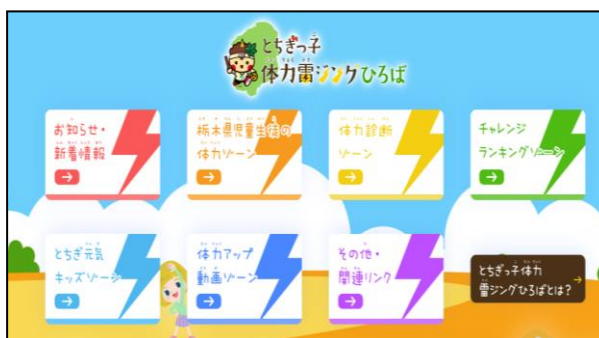 とちぎっ子
体力雷ジングひろば
お知らせ・
新着情報
栃木県児童生徒の
体力ゾーン
体力診断
ゾーン
チャレンジ
ランキングゾーン
とちぎ元気
キッズゾーン
体力アップ
動画ゾーン
その他・
関連リンク
とちぎっ子体力
雷ジングひろばとは？